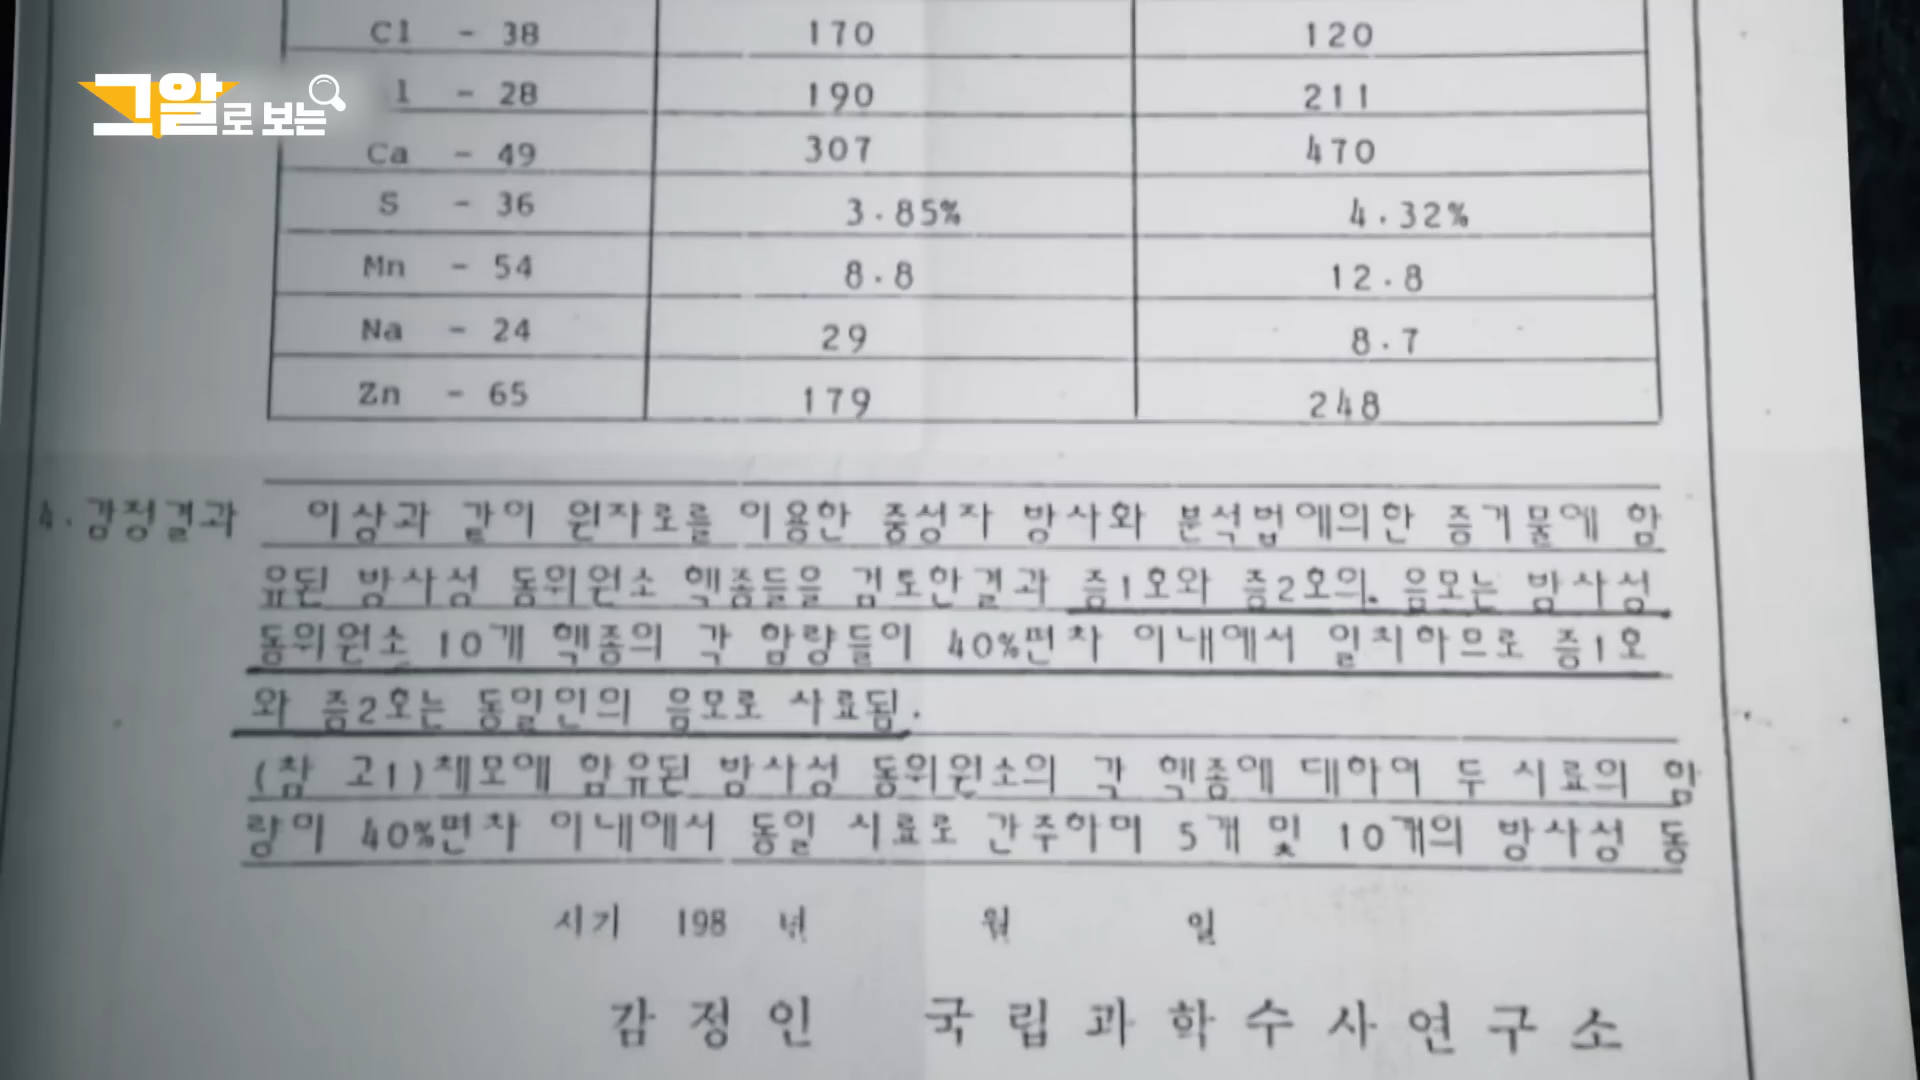 Cl - 38 170 120
그알로 보는
l - 28 190 211
Ca - 49 307 470
S - 36 3.85% 4.32%
Mn - 54 8.8 12.8
Na - 24 29 8.7
Zn - 65 179 248
4. 감정결과 이상과 같이 원자로를 이용한 중성자 방사화 분석법에의한 증거물에 함
유된 방사성 동위원소 핵종들을 검토한결과 증1호와 증2호의. 음모는 방사성
동위원소 10개 핵종의 각 함량들이 40%편차 이내에서 일치하므로 증1호
와 증2호는 동일인의 음모로 사료됨.
(참 고1)체모에 함유된 방사성 동위원소의 각 핵종에 대하여 두 시료의 함
량이 40%편차 이내에서 동일 시료로 간주하며 5개 및 10개의 방사성 동
서기 198 년 월 일
감정인 국립과학수사연구소